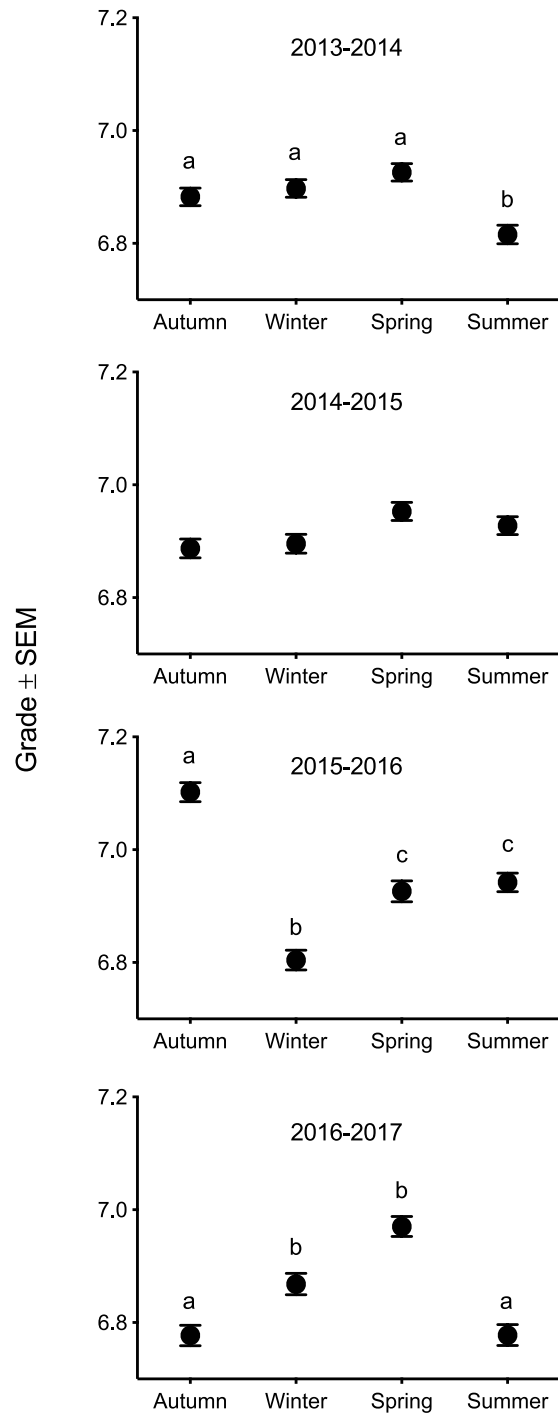 Grade ± SEM
7.2
2013-2014
7.0
a a a b
6.8
Autumn Winter Spring Summer
7.2
2014-2015
7.0
6.8
Autumn Winter Spring Summer
7.2
2015-2016
a
7.0
c c
b
6.8
Autumn Winter Spring Summer
7.2
2016-2017
b
7.0
b
a a
6.8
Autumn Winter Spring Summer